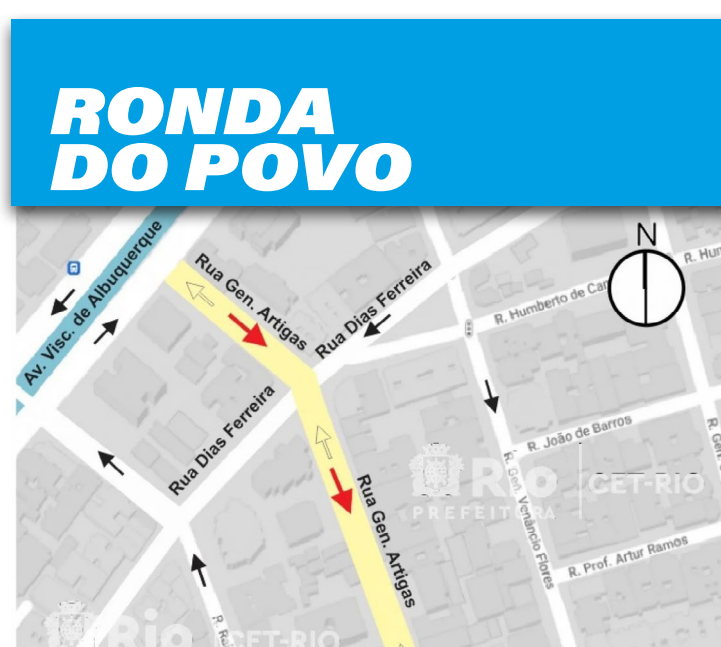 RONDA
DO POVO
N
Av. Visc. de Albuquerque
Rua Gen. Artigas
Rua Dias Ferreira
R. Humberto de
Rua Dias Ferreira
R. João de Barros
R. Gen. Venâncio Flores
R. Gen.
Rua Gen. Artigas
R. Prof. Artur Ramos
Rio
PREFEITURA
CET-RIO
Rio
CET-RIO